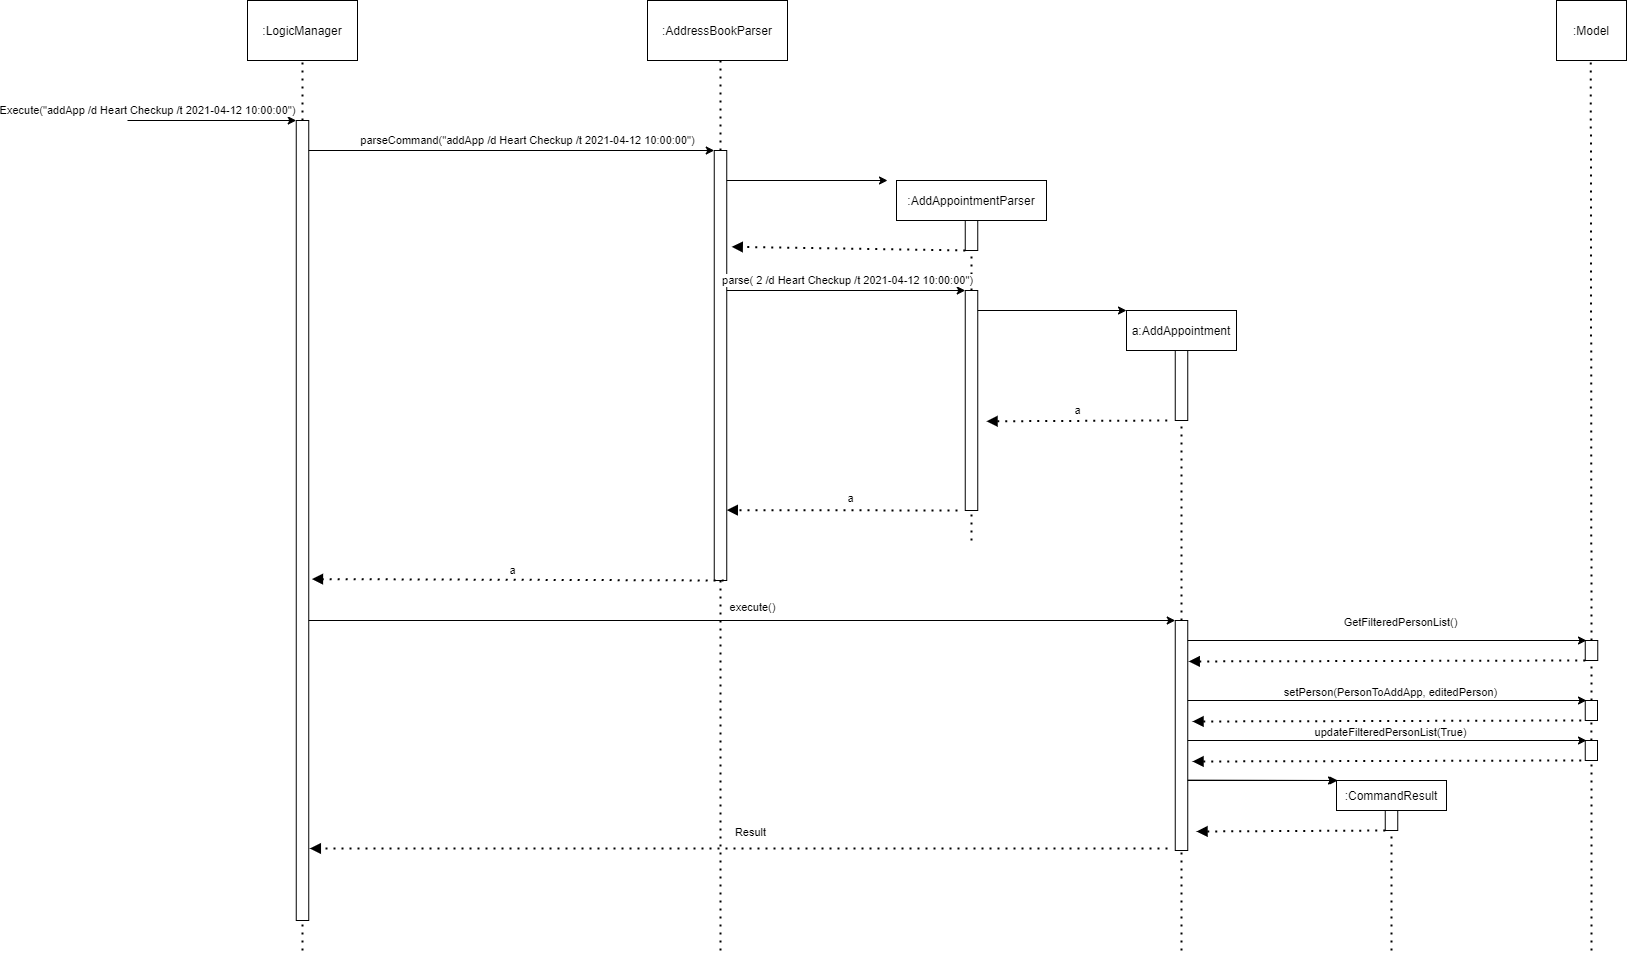 :LogicManager
:AddressBookParser
:Model
Execute("addApp /d Heart Checkup /t 2021-04-12 10:00:00")
parseCommand("addApp /d Heart Checkup /t 2021-04-12 10:00:00")
:AddAppointmentParser
parse( 2 /d Heart Checkup /t 2021-04-12 10:00:00")
a:AddAppointment
a
a
a
execute()
GetFilteredPersonList()
setPerson(PersonToAddApp, editedPerson)
updateFilteredPersonList(True)
:CommandResult
Result